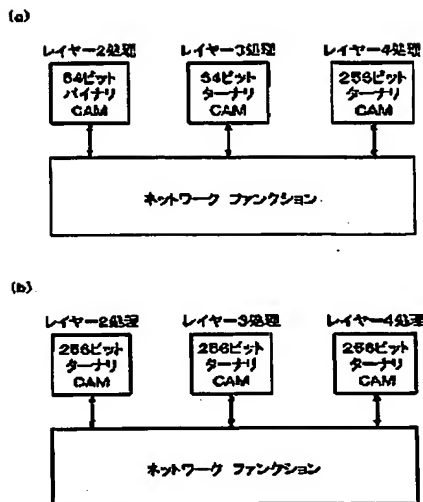 (a)
レイヤー2処理 レイヤー3処理 レイヤー4処理
64ビット
バイナリ
CAM
64ビット
ターナリ
CAM
256ビット
ターナリ
CAM
ネットワーク ファンクション
(b)
レイヤー2処理 レイヤー3処理 レイヤー4処理
256ビット
ターナリ
CAM
256ビット
ターナリ
CAM
256ビット
ターナリ
CAM
ネットワーク ファンクション